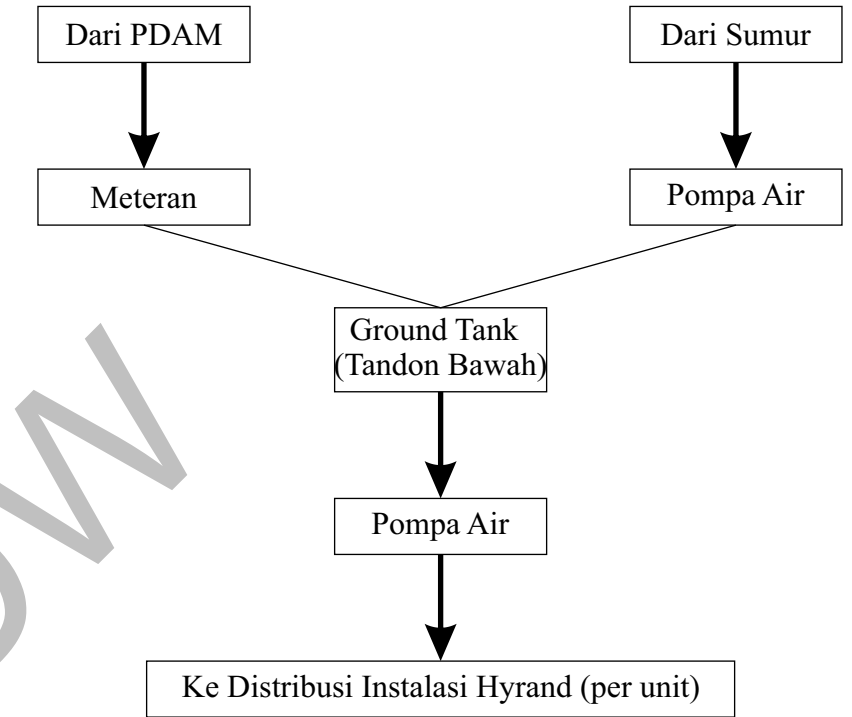 Dari PDAM
Dari Sumur
Meteran
Pompa Air
Ground Tank
(Tandon Bawah)
Pompa Air
Ke Distribusi Instalasi Hyrand (per unit)